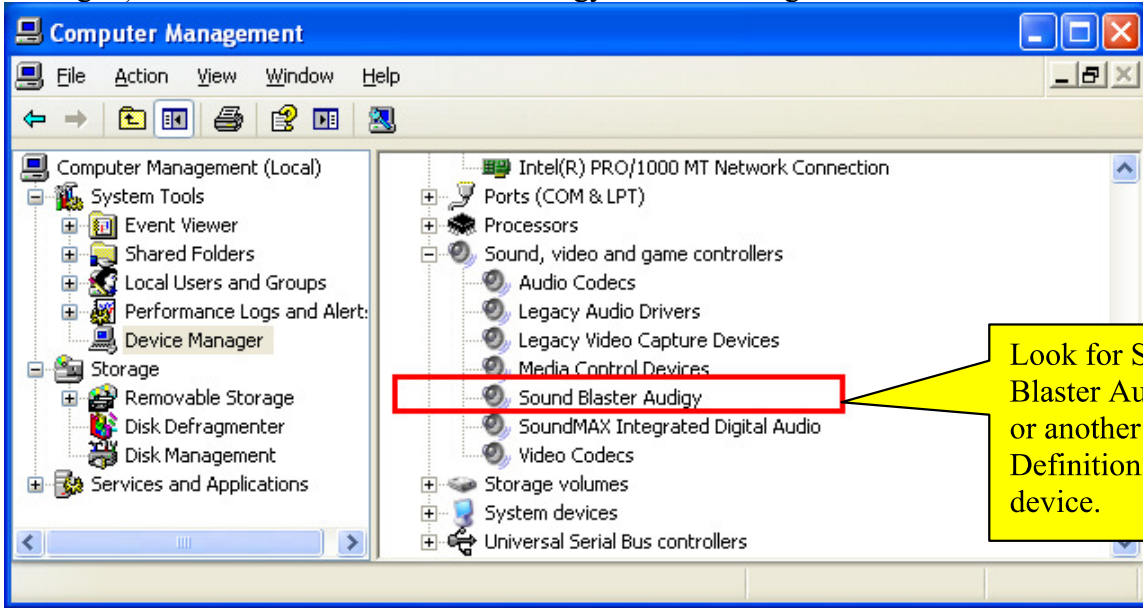 Computer Management
File Action View Window Help
Computer Management (Local)
System Tools
Event Viewer
Shared Folders
Local Users and Groups
Performance Logs and Alert
Device Manager
Storage
Removable Storage
Disk Defragmenter
Disk Management
Services and Applications
Intel(R) PRO/1000 MT Network Connection
Ports (COM & LPT)
Processors
Sound, video and game controllers
Audio Codecs
Legacy Audio Drivers
Legacy Video Capture Devices
Media Control Devices
Sound Blaster Audigy
SoundMAX Integrated Digital Audio
Video Codecs
Storage volumes
System devices
Universal Serial Bus controllers
Look for
Blaster
or another
Definition
device.